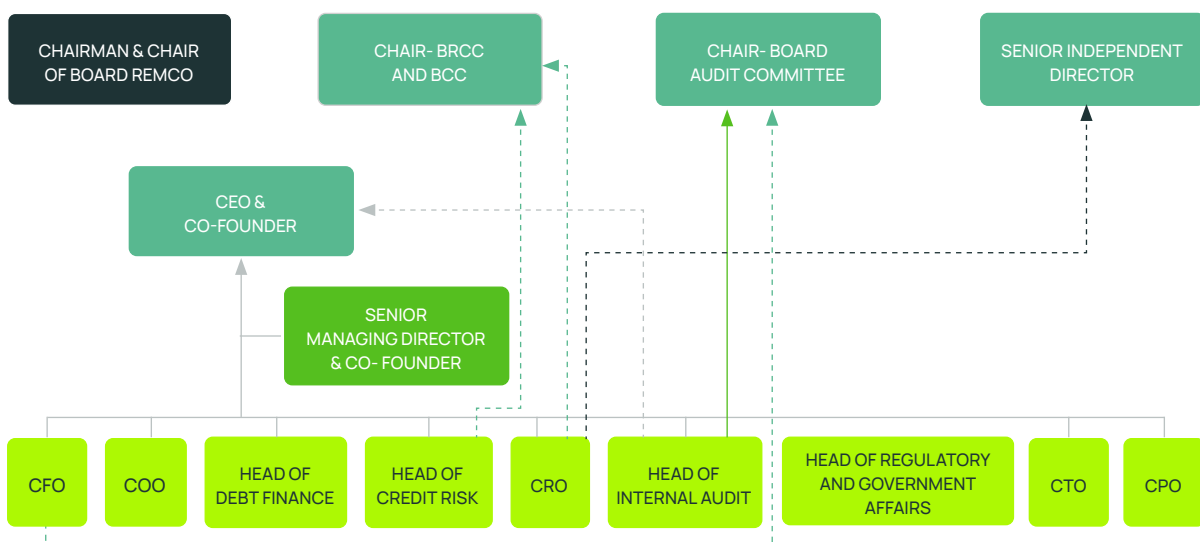 CHAIRMAN & CHAIR
OF BOARD REMCO
CHAIR- BRCC
AND BCC
CHAIR- BOARD
AUDIT COMMITTEE
SENIOR INDEPENDENT
DIRECTOR
CEO &
CO-FOUNDER
SENIOR
MANAGING DIRECTOR
& CO- FOUNDER
CFO
COO
HEAD OF
DEBT FINANCE
HEAD OF
CREDIT RISK
CRO
HEAD OF
INTERNAL AUDIT
HEAD OF REGULATORY
AND GOVERNMENT
AFFAIRS
CTO
CPO